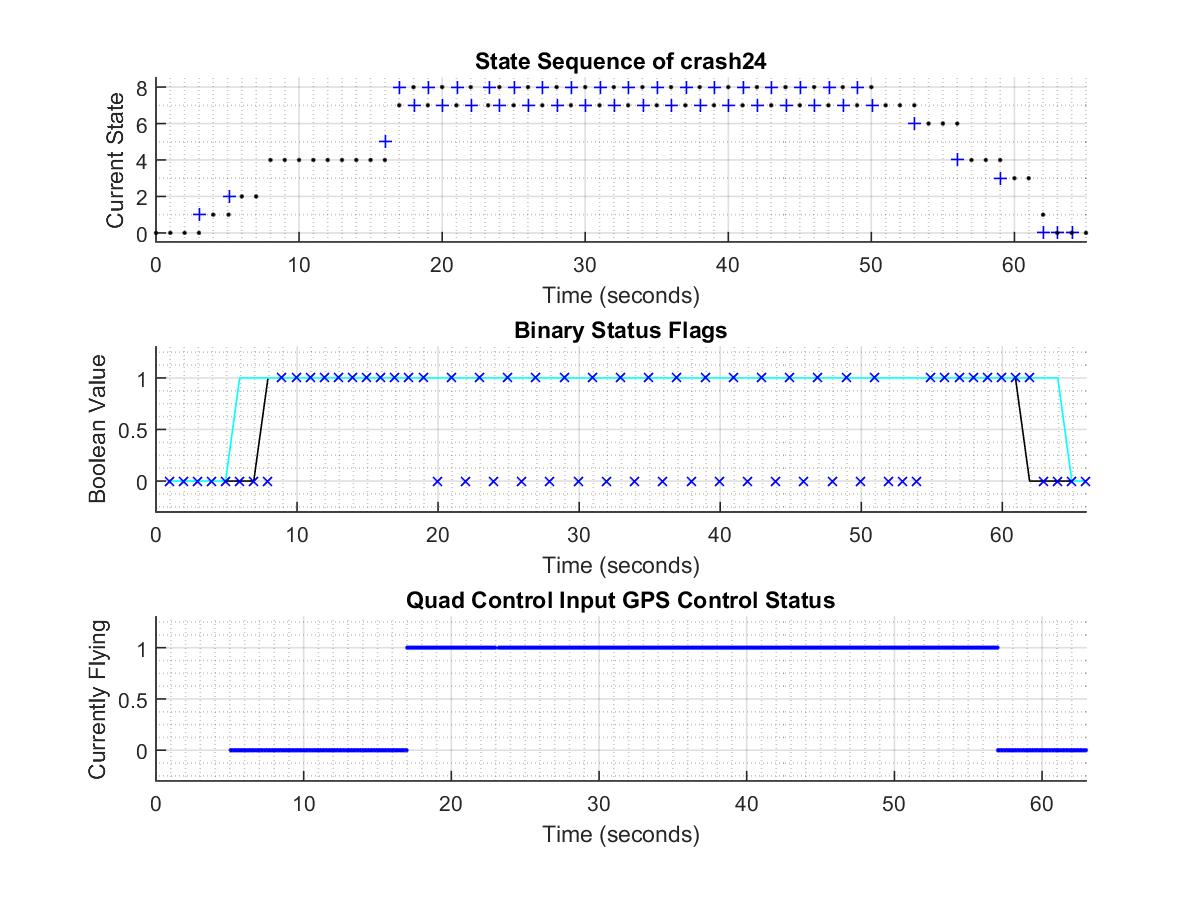 State Sequence of crash24
8
6
4
2
0
Current State
0 10 20 30 40 50 60
Time (seconds)
Binary Status Flags
1
0.5
0
Boolean Value
0 10 20 30 40 50 60
Time (seconds)
Quad Control Input GPS Control Status
1
0.5
0
Currently Flying
0 10 20 30 40 50 60
Time (seconds)